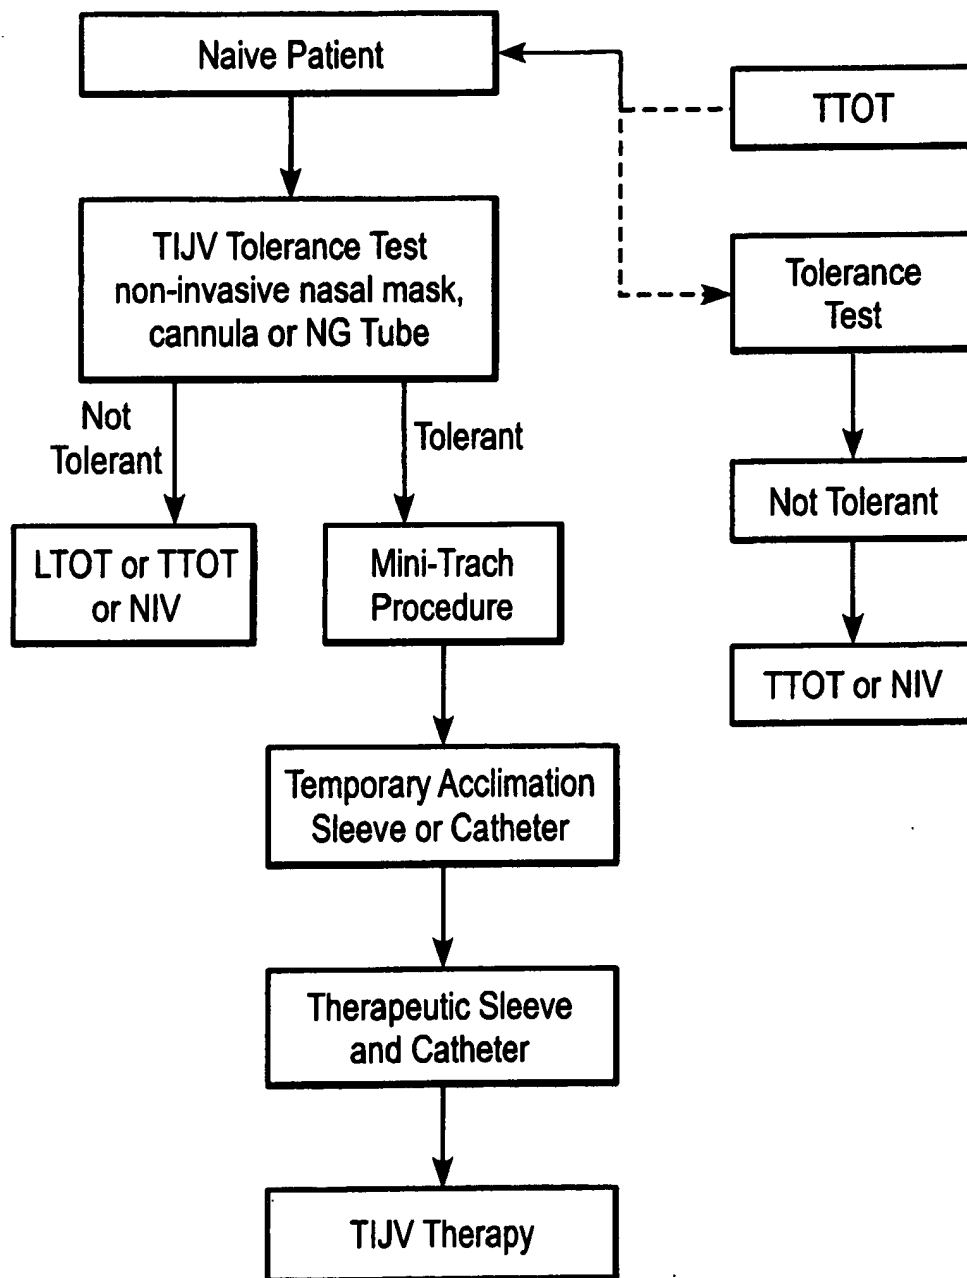 Naive Patient
TTOT
TIJV Tolerance Test
non-invasive nasal mask,
cannula or NG Tube
Tolerance
Test
Not
Tolerant
Tolerant
Not Tolerant
LTOT or TTOT
or NIV
Mini-Trach
Procedure
TTOT or NIV
Temporary Acclimation
Sleeve or Catheter
Therapeutic Sleeve
and Catheter
TIJV Therapy